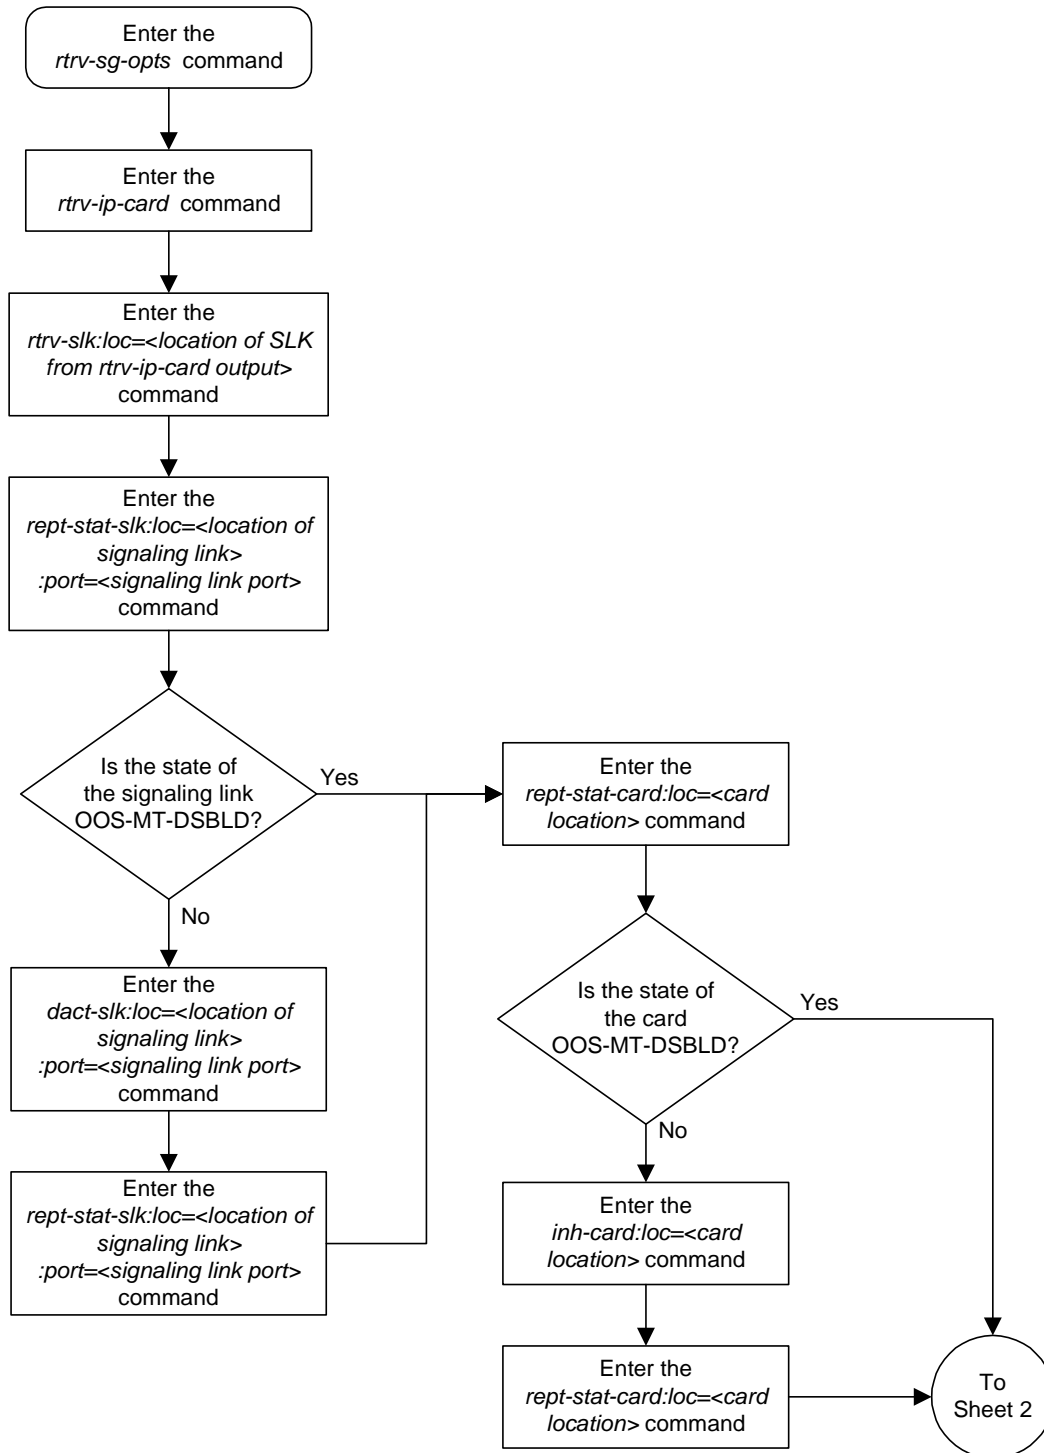 Enter the
rtrv-sg-opts command
Enter the
rtrv-ip-card command
Enter the
rtrv-slk:loc=<location of SLK
from rtrv-ip-card output>
command
Enter the
rept-stat-slk:loc=<location of
signaling link>
:port=<signaling link port>
command
Is the state of
the signaling link
OOS-MT-DSBLD?
Yes
No
Enter the
dact-slk:loc=<location of
signaling link>
:port=<signaling link port>
command
Enter the
rept-stat-slk:loc=<location of
signaling link>
:port=<signaling link port>
command
Enter the
rept-stat-card:loc=<card
location> command
Is the state of
the card
OOS-MT-DSBLD?
Yes
No
Enter the
inh-card:loc=<card
location> command
Enter the
rept-stat-card:loc=<card
location> command
To
Sheet 2